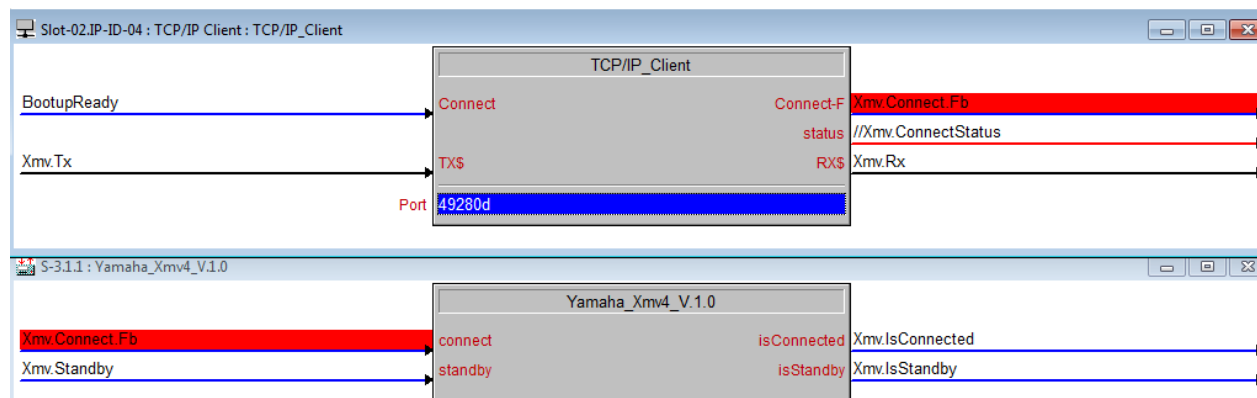 Slot-02.IP-ID-04 : TCP/IP Client : TCP/IP_Client
TCP/IP_Client
BootupReady Connect Connect-F Xmv.Connect.Fb
status //Xmv.ConnectStatus
Xmv.Tx TX$ RX$ Xmv.Rx
Port 49280d
S-3.1.1 : Yamaha_Xmv4_V.1.0
Yamaha_Xmv4_V.1.0
Xmv.Connect.Fb connect isConnected Xmv.IsConnected
Xmv.Standby standby isStandby Xmv.IsStandby